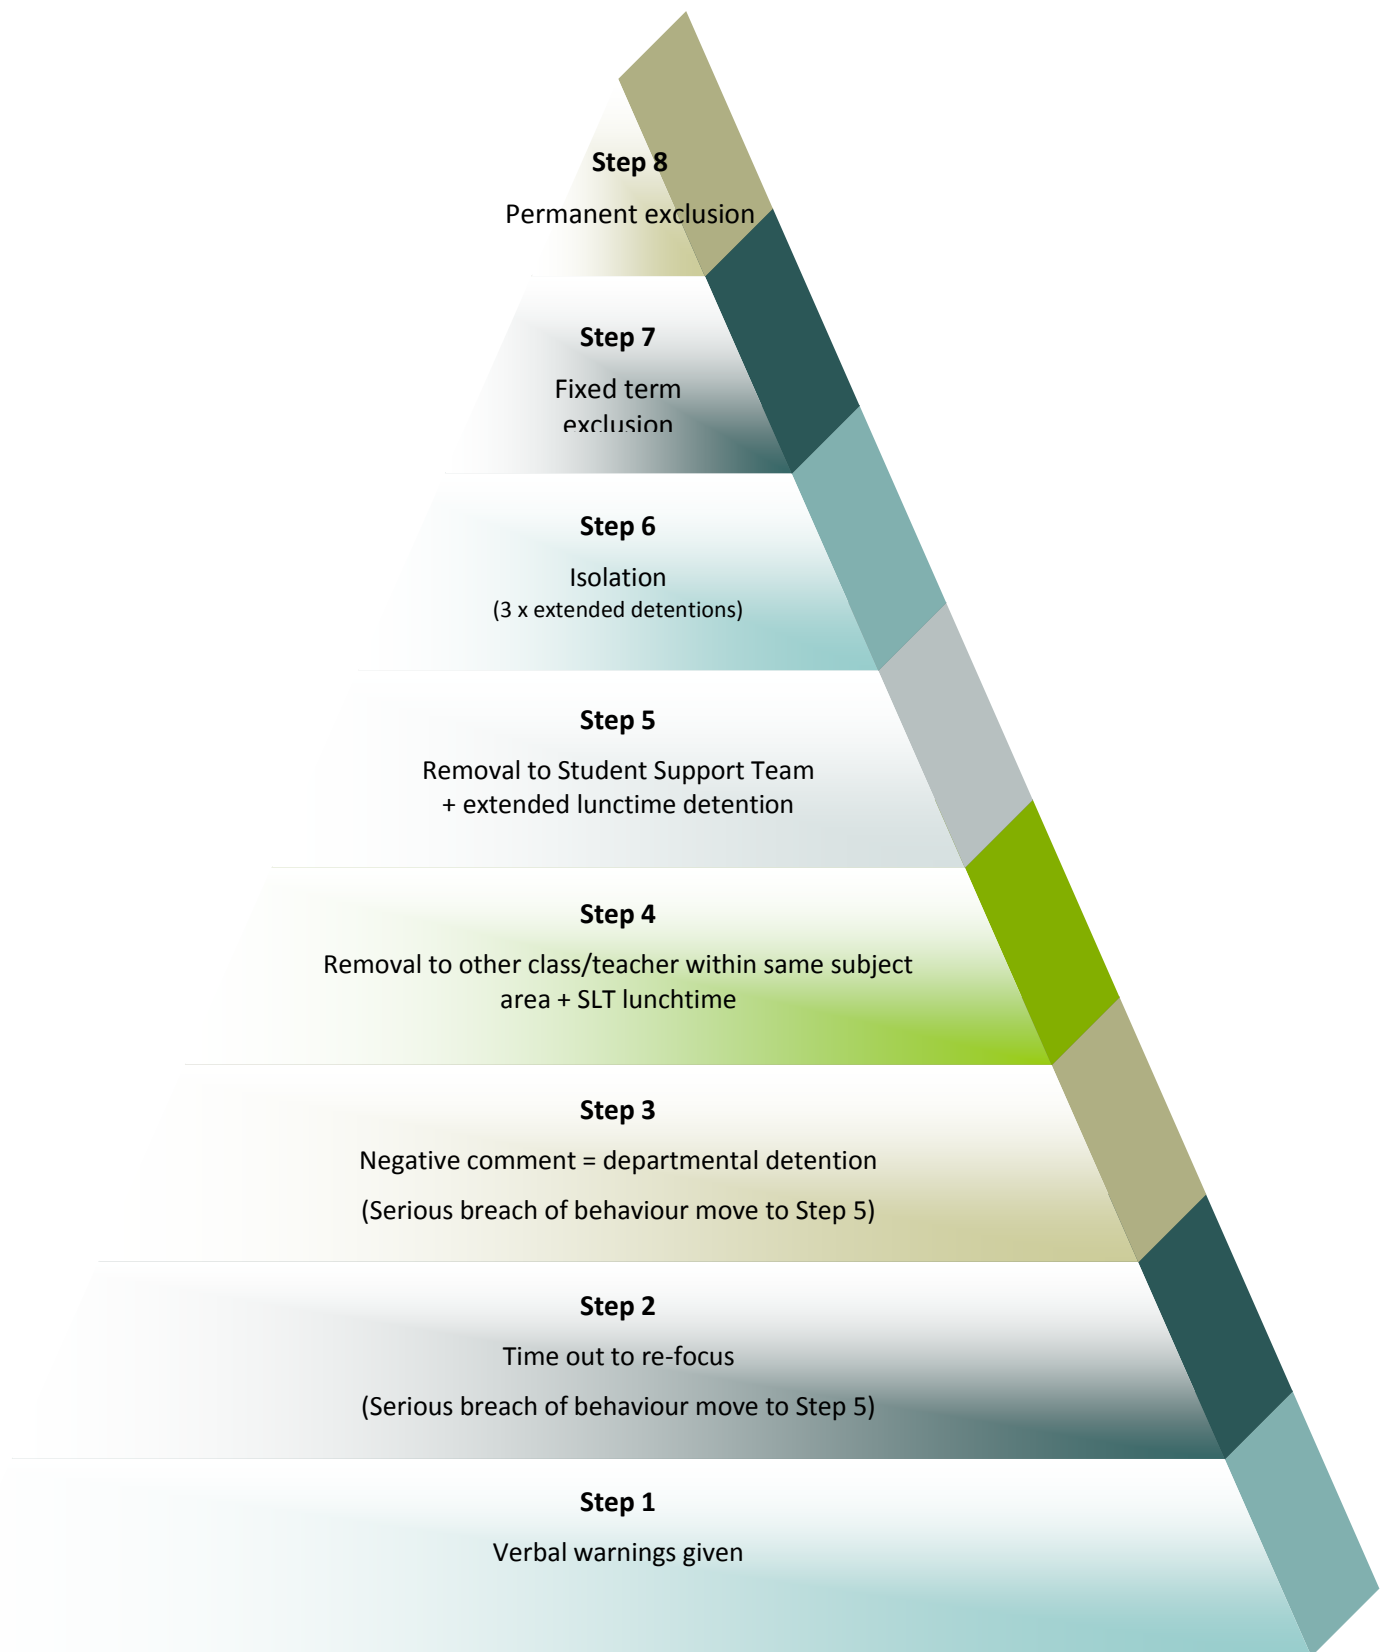 Step 8
Permanent exclusion
Step 7
Fixed term
exclusion
Step 6
Isolation
(3 x extended detentions)
Step 5
Removal to Student Support Team
+ extended lunctime detention
Step 4
Removal to other class/teacher within same subject
area + SLT lunchtime
Step 3
Negative comment = departmental detention
(Serious breach of behaviour move to Step 5)
Step 2
Time out to re-focus
(Serious breach of behaviour move to Step 5)
Step 1
Verbal warnings given